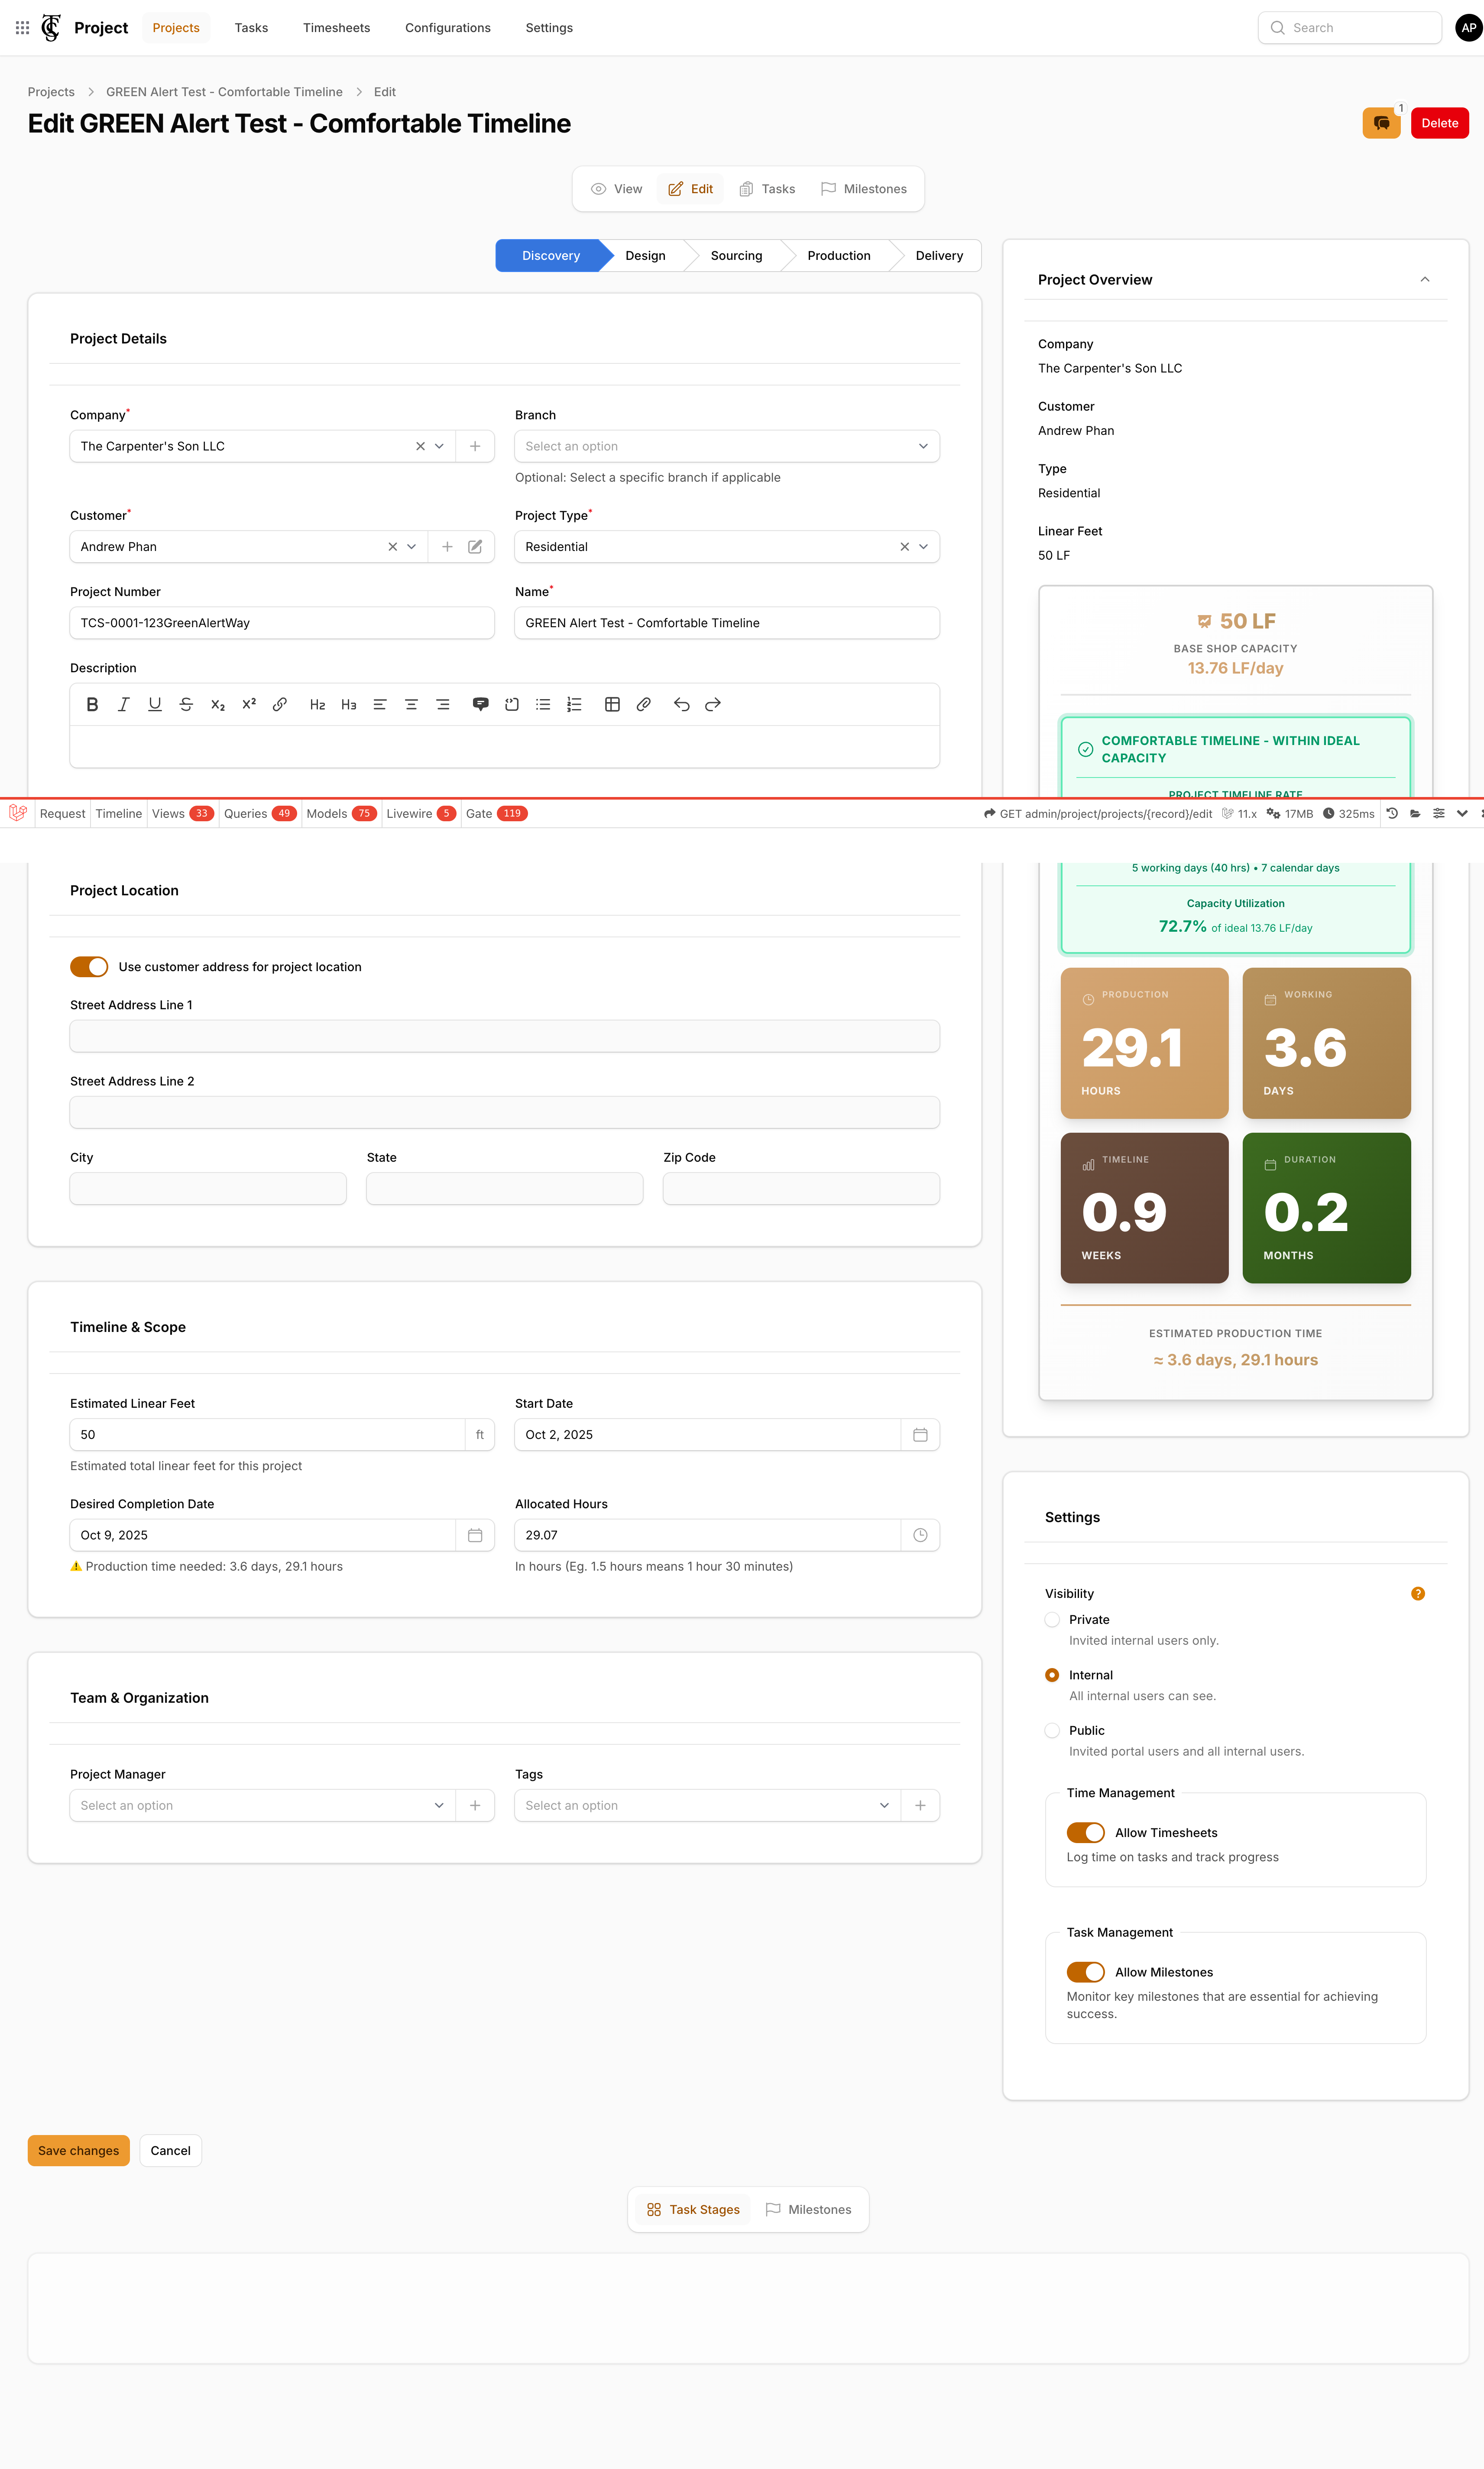 Project
Projects
Tasks
Timesheets
Configurations
Settings
Search
AP
Projects
GREEN Alert Test - Comfortable Timeline
Edit
Edit GREEN Alert Test - Comfortable Timeline
1
Delete
View
Edit
Tasks
Milestones
Discovery
Design
Sourcing
Production
Delivery
Project Details
Company*
The Carpenter's Son LLC
Branch
Select an option
Optional: Select a specific branch if applicable
Customer*
Andrew Phan
Project Type*
Residential
Project Number
TCS-0001-123GreenAlertWay
Name*
GREEN Alert Test - Comfortable Timeline
Description
Project Overview
Company
The Carpenter's Son LLC
Customer
Andrew Phan
Type
Residential
Linear Feet
50 LF
50 LF
BASE SHOP CAPACITY
13.76 LF/day
COMFORTABLE TIMELINE - WITHIN IDEAL
CAPACITY
PROJECT TIMELINE RATE
Request
Timeline
Views 33
Queries 49
Models 75
Livewire 5
Gate 119
GET admin/project/projects/{record}/edit
11.x
17MB
325ms
Project Location
Use customer address for project location
Street Address Line 1
Street Address Line 2
City
State
Zip Code
5 working days (40 hrs) • 7 calendar days
Capacity Utilization
72.7% of ideal 13.76 LF/day
PRODUCTION
29.1
HOURS
WORKING
3.6
DAYS
TIMELINE
0.9
WEEKS
DURATION
0.2
MONTHS
ESTIMATED PRODUCTION TIME
≈ 3.6 days, 29.1 hours
Timeline & Scope
Estimated Linear Feet
50
ft
Estimated total linear feet for this project
Start Date
Oct 2, 2025
Desired Completion Date
Oct 9, 2025
⚠️ Production time needed: 3.6 days, 29.1 hours
Allocated Hours
29.07
In hours (Eg. 1.5 hours means 1 hour 30 minutes)
Team & Organization
Project Manager
Select an option
Tags
Select an option
Settings
Visibility
?
Private
Invited internal users only.
Internal
All internal users can see.
Public
Invited portal users and all internal users.
Time Management
Allow Timesheets
Log time on tasks and track progress
Task Management
Allow Milestones
Monitor key milestones that are essential for achieving
success.
Save changes
Cancel
Task Stages
Milestones